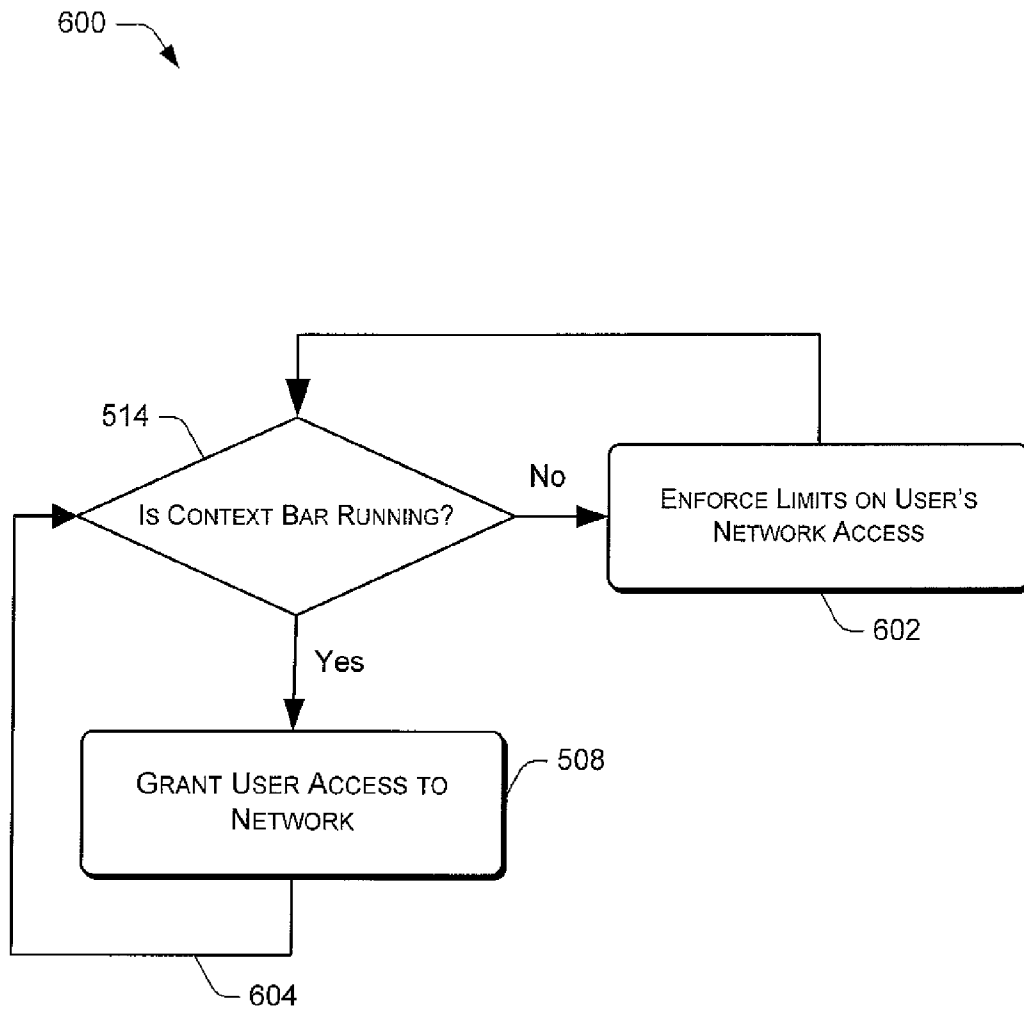 600
514
IS CONTEXT BAR RUNNING?
No
ENFORCE LIMITS ON USER'S
NETWORK ACCESS
602
Yes
GRANT USER ACCESS TO
NETWORK
508
604